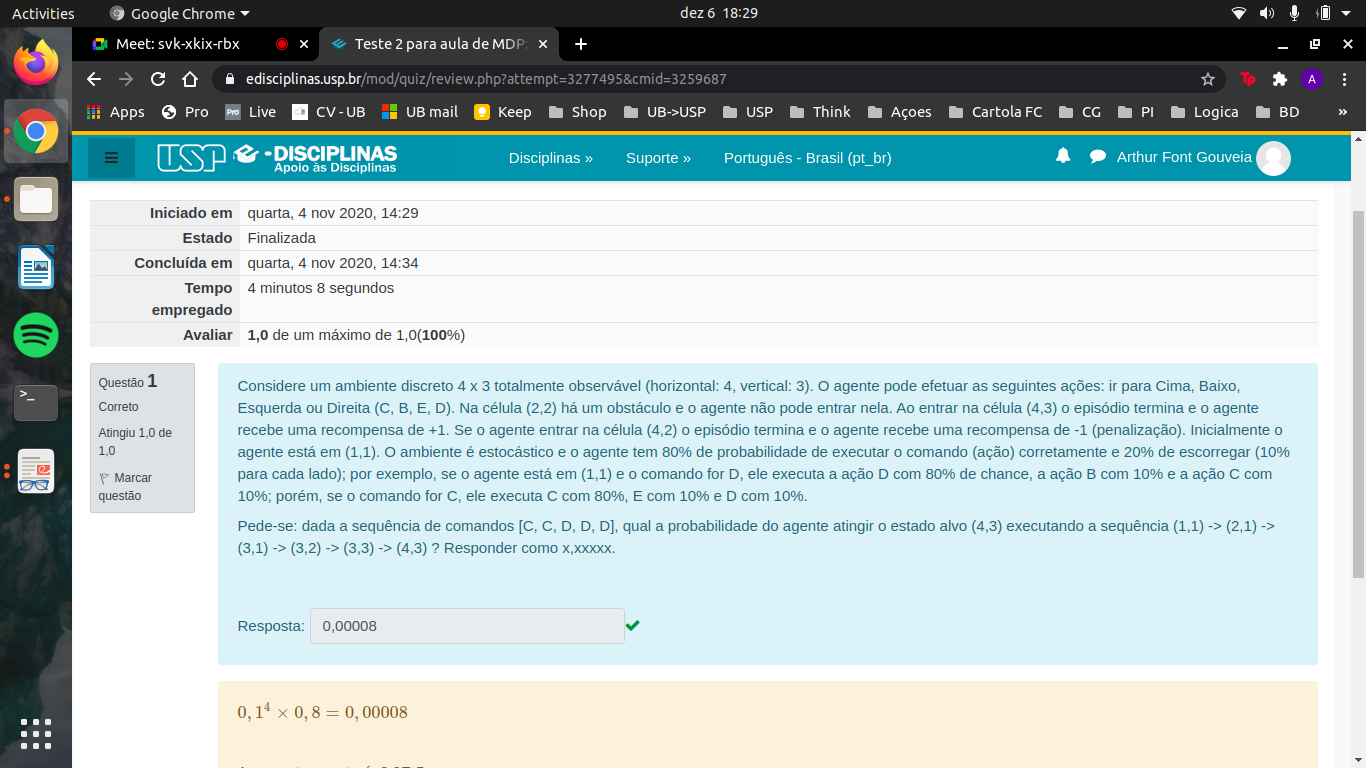 Activities
Google Chrome
dez 6 18:29
Meet: svk-xkix-rbx
Teste 2 para aula de MDP
edisciplinas.usp.br/mod/quiz/review.php?attempt=3277495&cmid=3259687
Tp
A
Apps
Pro
Live
CV - UB
UB mail
Keep
Shop
UB->USP
USP
Think
Açoes
Cartola FC
CG
PI
Logica
BD
»
USP e-DISCIPLINAS
Apoio às Disciplinas
Disciplinas »
Suporte »
Português - Brasil (pt_br)
Arthur Font Gouveia
Iniciado em quarta, 4 nov 2020, 14:29
Estado Finalizada
Concluída em quarta, 4 nov 2020, 14:34
Tempo 4 minutos 8 segundos
empregado
Avaliar 1,0 de um máximo de 1,0(100%)
Questão 1
Correto
Atingiu 1,0 de
1,0
Marcar
questão
Considere um ambiente discreto 4 x 3 totalmente observável (horizontal: 4, vertical: 3). O agente pode efetuar as seguintes ações: ir para Cima, Baixo,
Esquerda ou Direita (C, B, E, D). Na célula (2,2) há um obstáculo e o agente não pode entrar nela. Ao entrar na célula (4,3) o episódio termina e o agente
recebe uma recompensa de +1. Se o agente entrar na célula (4,2) o episódio termina e o agente recebe uma recompensa de -1 (penalização). Inicialmente o
agente está em (1,1). O ambiente é estocástico e o agente tem 80% de probabilidade de executar o comando (ação) corretamente e 20% de escorregar (10%
para cada lado); por exemplo, se o agente está em (1,1) e o comando for D, ele executa a ação D com 80% de chance, a ação B com 10% e a ação C com
10%; porém, se o comando for C, ele executa C com 80%, E com 10% e D com 10%.
Pede-se: dada a sequência de comandos [C, C, D, D, D], qual a probabilidade do agente atingir o estado alvo (4,3) executando a sequência (1,1) -> (2,1) ->
(3,1) -> (3,2) -> (3,3) -> (4,3) ? Responder como x,xxxxx.
Resposta: 0,00008
0, 1⁴ × 0, 8 = 0, 00008